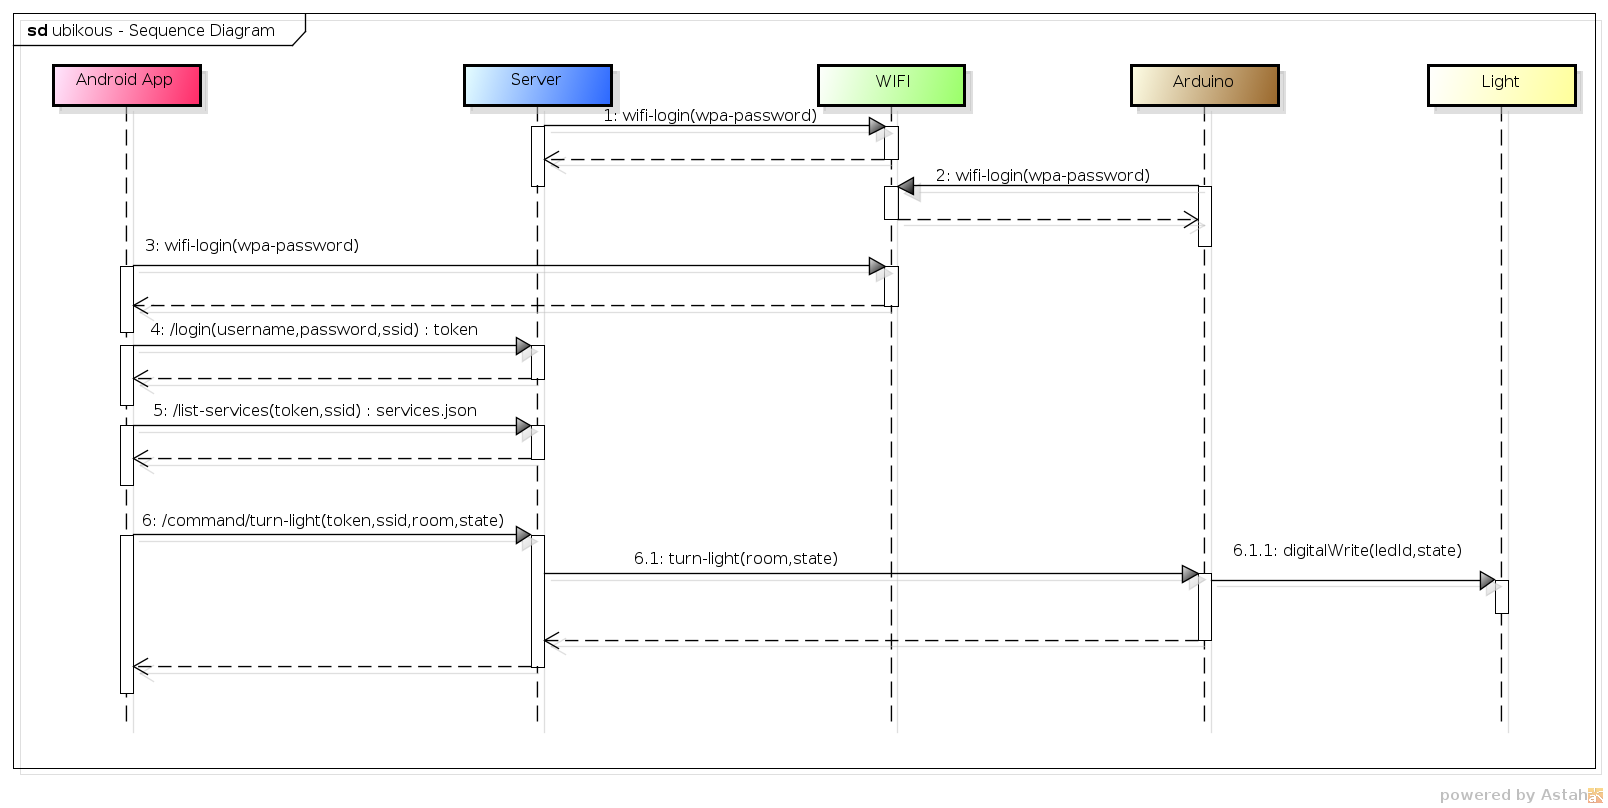 sd ubikous - Sequence Diagram
Android App
Server
WIFI
Arduino
Light
1: wifi-login(wpa-password)
2: wifi-login(wpa-password)
3: wifi-login(wpa-password)
4: /login(username,password,ssid) : token
5: /list-services(token,ssid) : services.json
6: /command/turn-light(token,ssid,room,state)
6.1: turn-light(room,state)
6.1.1: digitalWrite(ledId,state)
powered by Astah